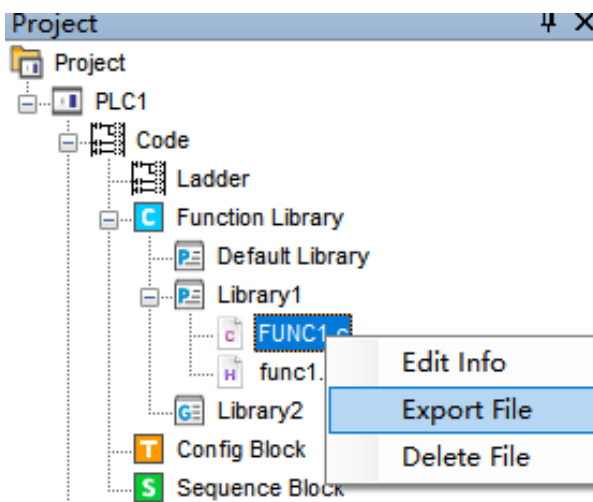 Project
Project
PLC1
Code
Ladder
C Function Library
P Default Library
P Library1
C FUNC1.c
H func1.
Edit Info
G Library2
Export File
T Config Block
Delete File
S Sequence Block